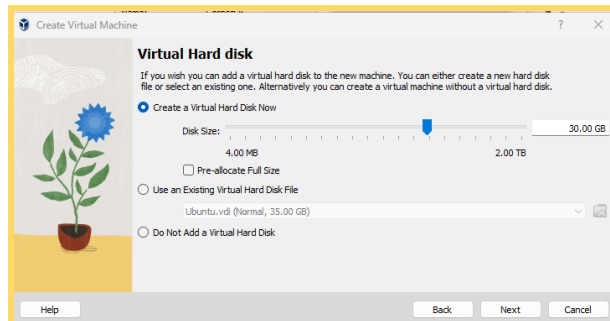 Create Virtual Machine
Virtual Hard disk
If you wish you can add a virtual hard disk to the new machine. You can either create a new hard disk
file or select an existing one. Alternatively you can create a virtual machine without a virtual hard disk.
Create a Virtual Hard Disk Now
Disk Size: 30.00 GB
4.00 MB 2.00 TB
Pre-allocate Full Size
Use an Existing Virtual Hard Disk File
Ubuntu.vdi (Normal, 35.00 GB)
Do Not Add a Virtual Hard Disk
Help Back Next Cancel